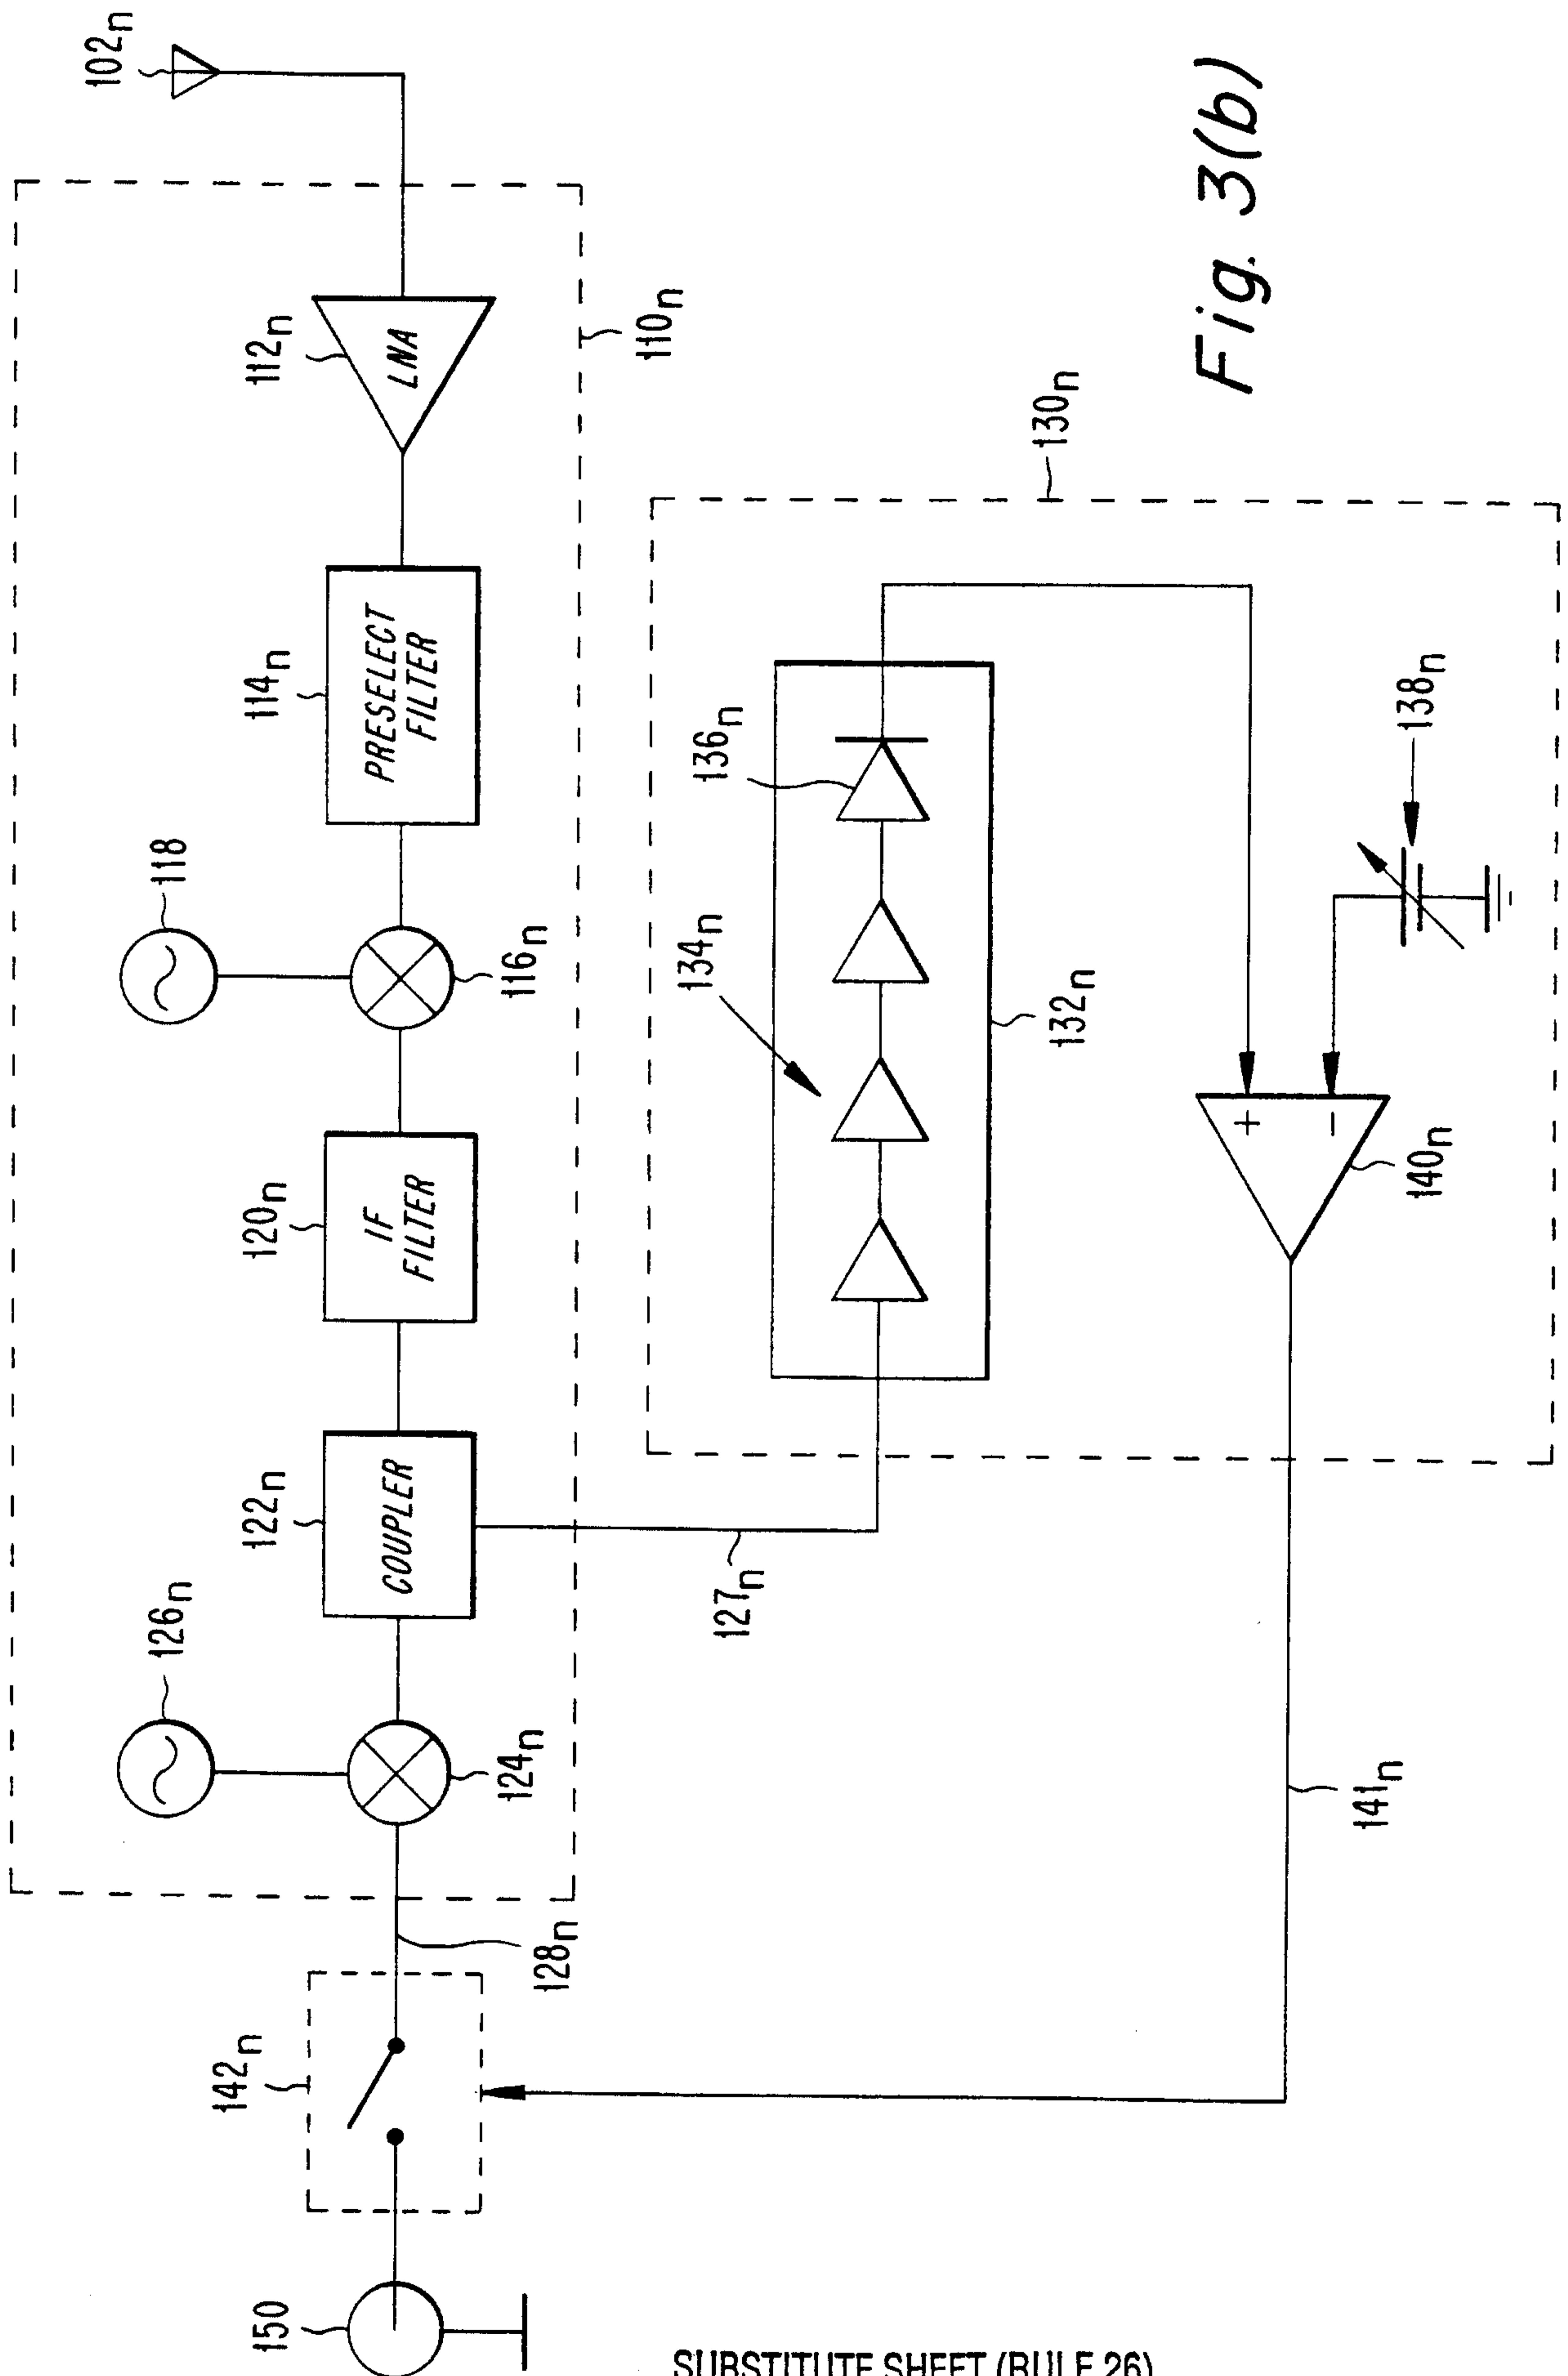 102n
110n
112n
LNA
114n
PRESELECT
FILTER
118
116n
120n
IF
FILTER
122n
COUPLER
126n
124n
127n
128n
142n
150
130n
136n
134n
132n
138n
+
-
140n
141n
Fig. 3(b)
SUBSTITUTE SHEET (RULE 26)